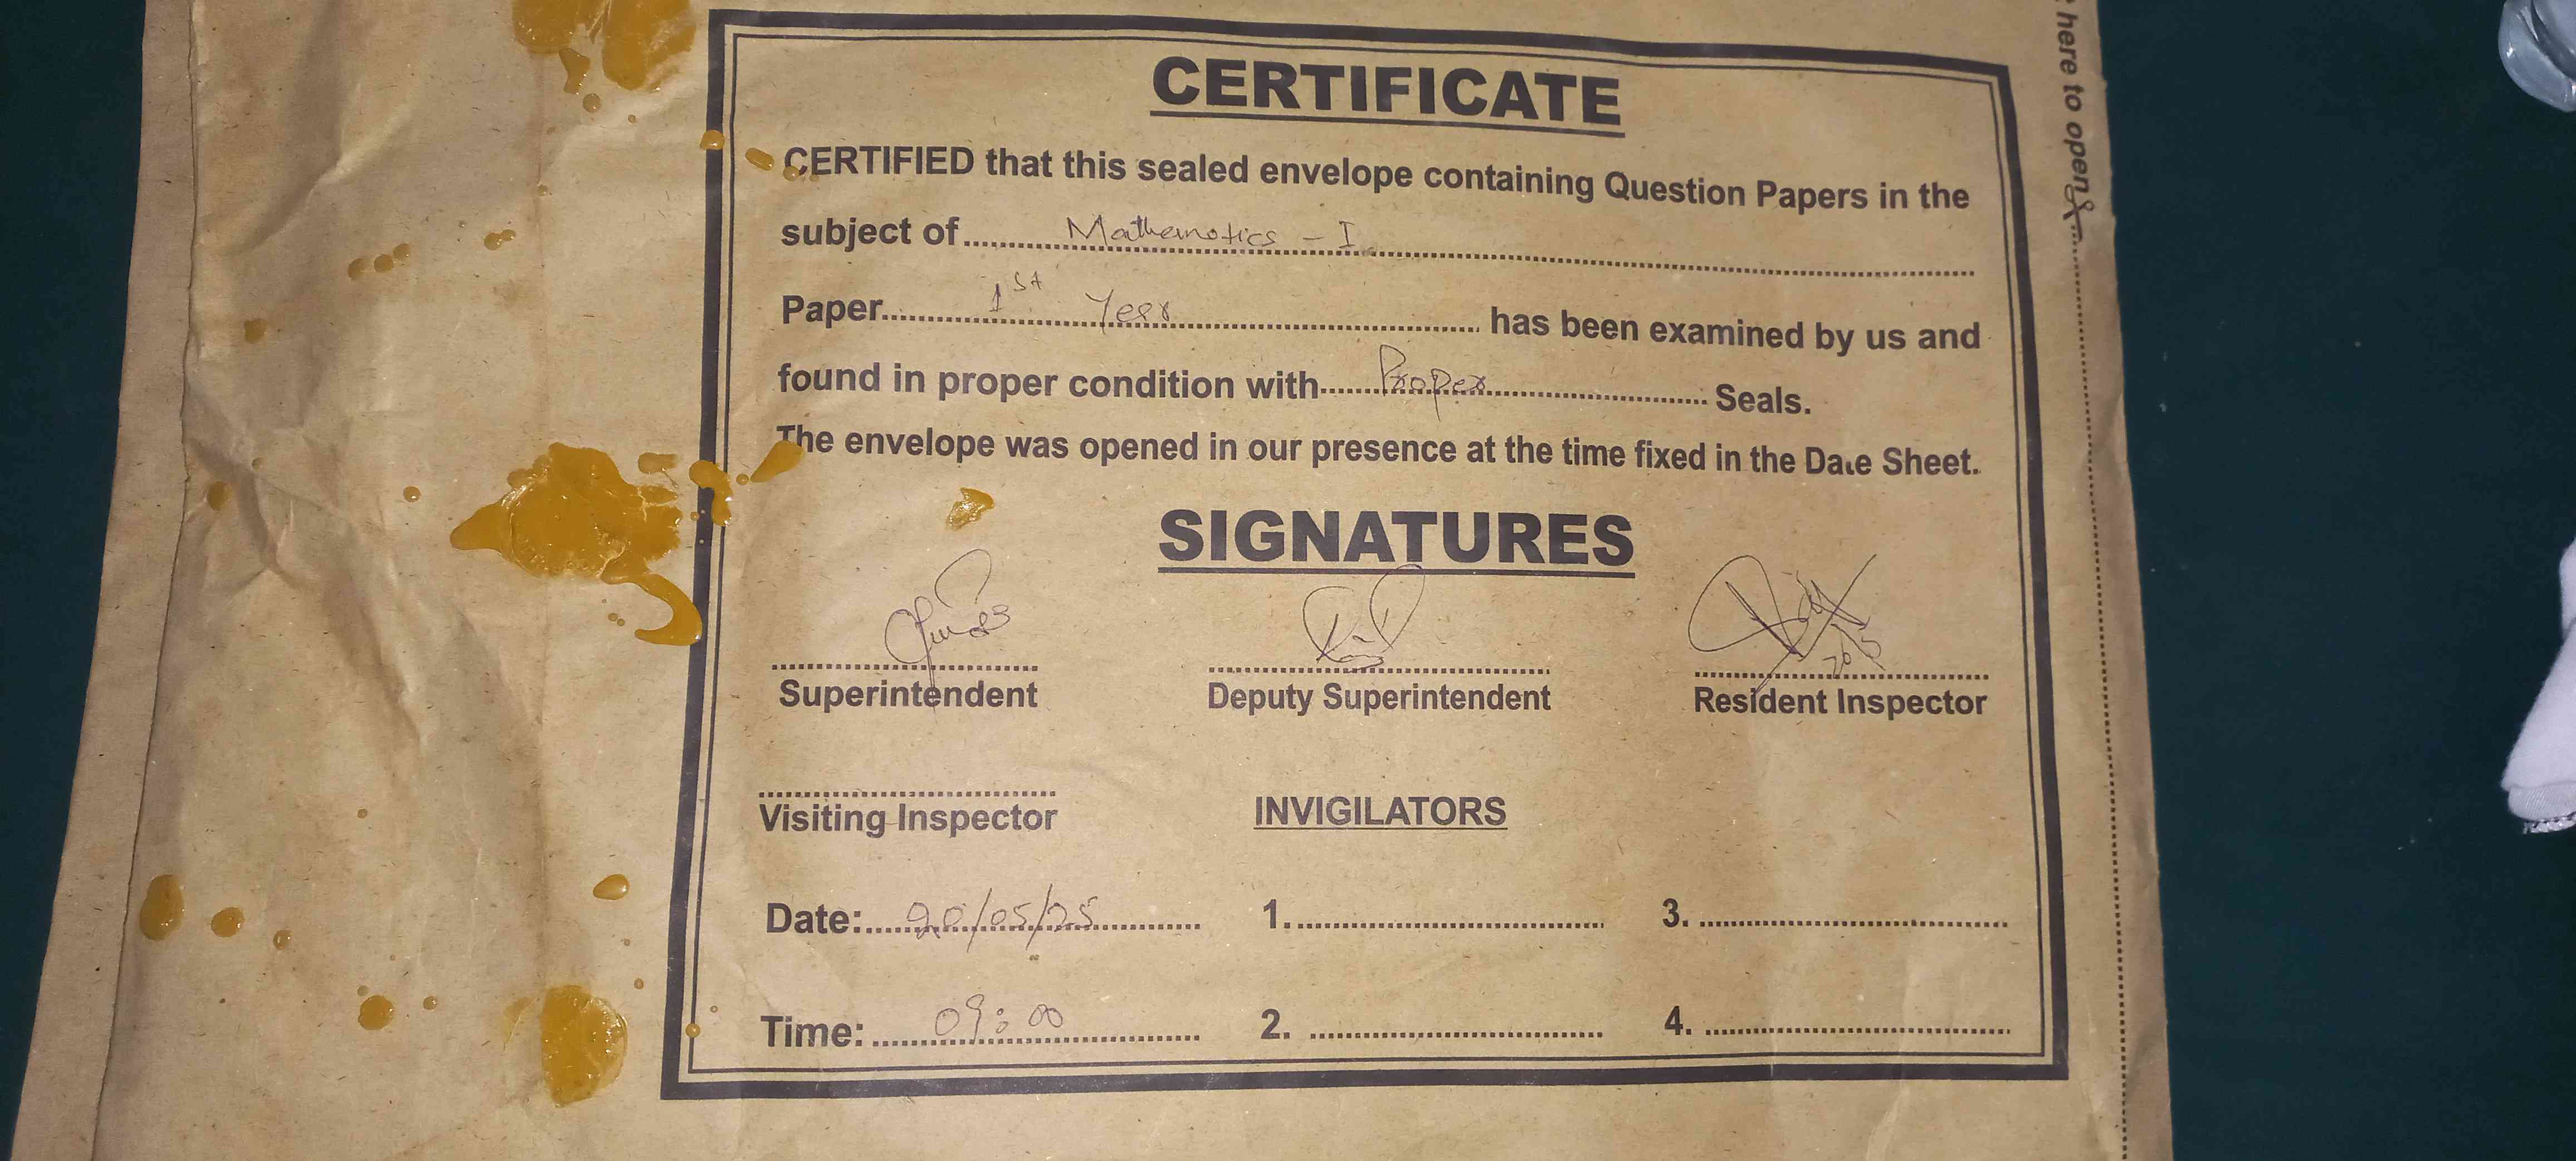 CERTIFICATE
CERTIFIED that this sealed envelope containing Question Papers in the
subject of Mathematics - I
Paper 1st Year has been examined by us and
found in proper condition with Proper Seals.
The envelope was opened in our presence at the time fixed in the Date Sheet.
SIGNATURES
20/5
Superintendent Deputy Superintendent Resident Inspector
Visiting Inspector INVIGILATORS
Date: 20/05/25 1. 3.
Time: 09:00 2. 4.
here to open